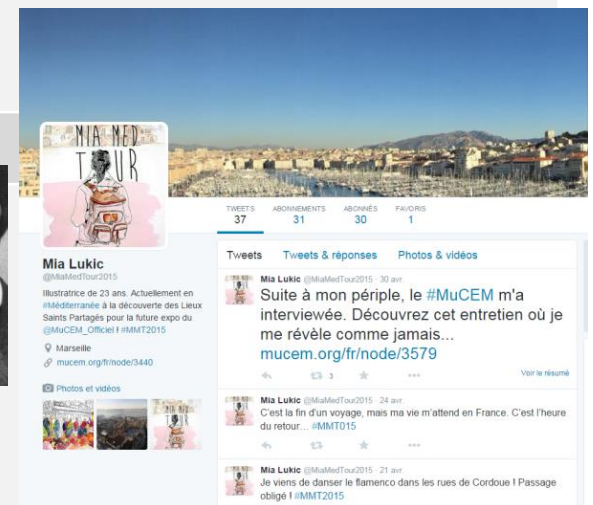 MIA MED
TOUR
TWEETS ABONNEMENTS ABONNÉS FAVORIS
37 31 30 1
Mia Lukic
@MiaMedTour2015
Illustratrice de 23 ans. Actuellement en
#Méditerranée à la découverte des Lieux
Saints Partagés pour la future expo du
@MuCEM_Officiel ! #MMT2015
Marseille
mucem.org/fr/node/3440
Photos et vidéos
Tweets Tweets & réponses Photos & vidéos
Mia Lukic @MiaMedTour2015 · 30 avr.
Suite à mon périple, le #MuCEM m'a
interviewée. Découvrez cet entretien où je
me révèle comme jamais...
mucem.org/fr/node/3579
3
Voir le résumé
Mia Lukic @MiaMedTour2015 · 24 avr.
C'est la fin d'un voyage, mais ma vie m'attend en France. C'est l'heure
du retour... #MMT015
Mia Lukic @MiaMedTour2015 · 21 avr.
Je viens de danser le flamenco dans les rues de Cordoue ! Passage
obligé ! #MMT2015